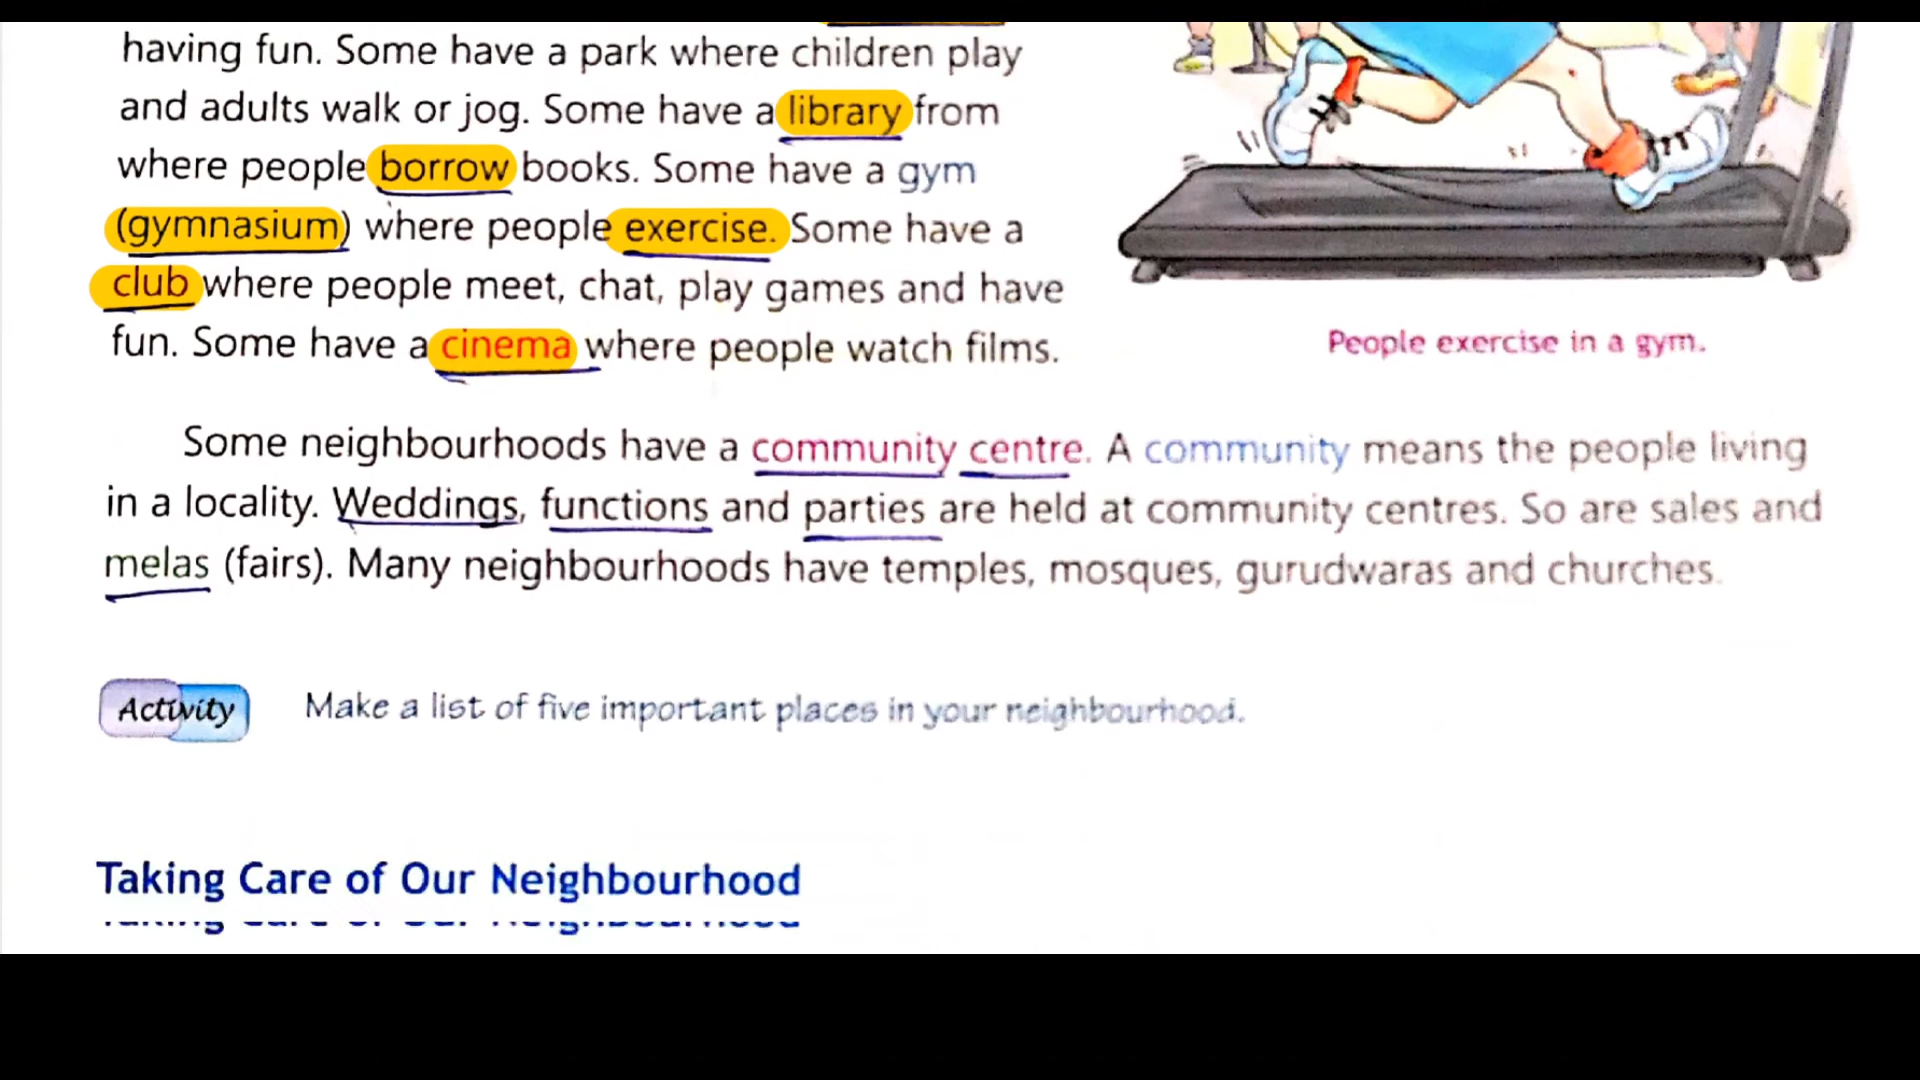 having fun. Some have a park where children play
and adults walk or jog. Some have a library from
where people borrow books. Some have a gym
(gymnasium) where people exercise. Some have a
club where people meet, chat, play games and have
fun. Some have a cinema where people watch films.
People exercise in a gym.
Some neighbourhoods have a community centre. A community means the people living
in a locality. Weddings, functions and parties are held at community centres. So are sales and
melas (fairs). Many neighbourhoods have temples, mosques, gurudwaras and churches.
Activity Make a list of five important places in your neighbourhood.
Taking Care of Our Neighbourhood